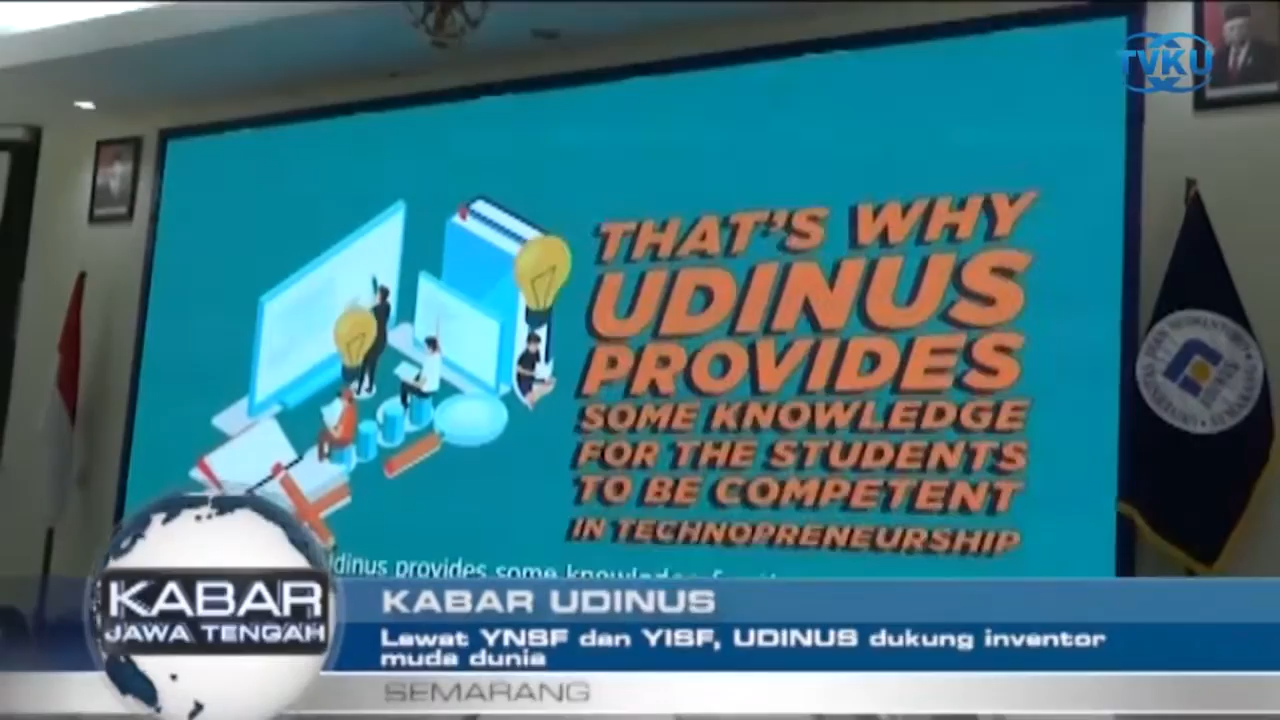 TVKU
THAT'S WHY
UDINUS
PROVIDES
SOME KNOWLEDGE
FOR THE STUDENTS
TO BE COMPETENT
IN TECHNOPRENEURSHIP
provides some knowledge
KABAR
JAWA TENGAH
KABAR UDINUS
Lewat YNSF dan YISF, UDINUS dukung inventor
muda dunia
SEMARANG